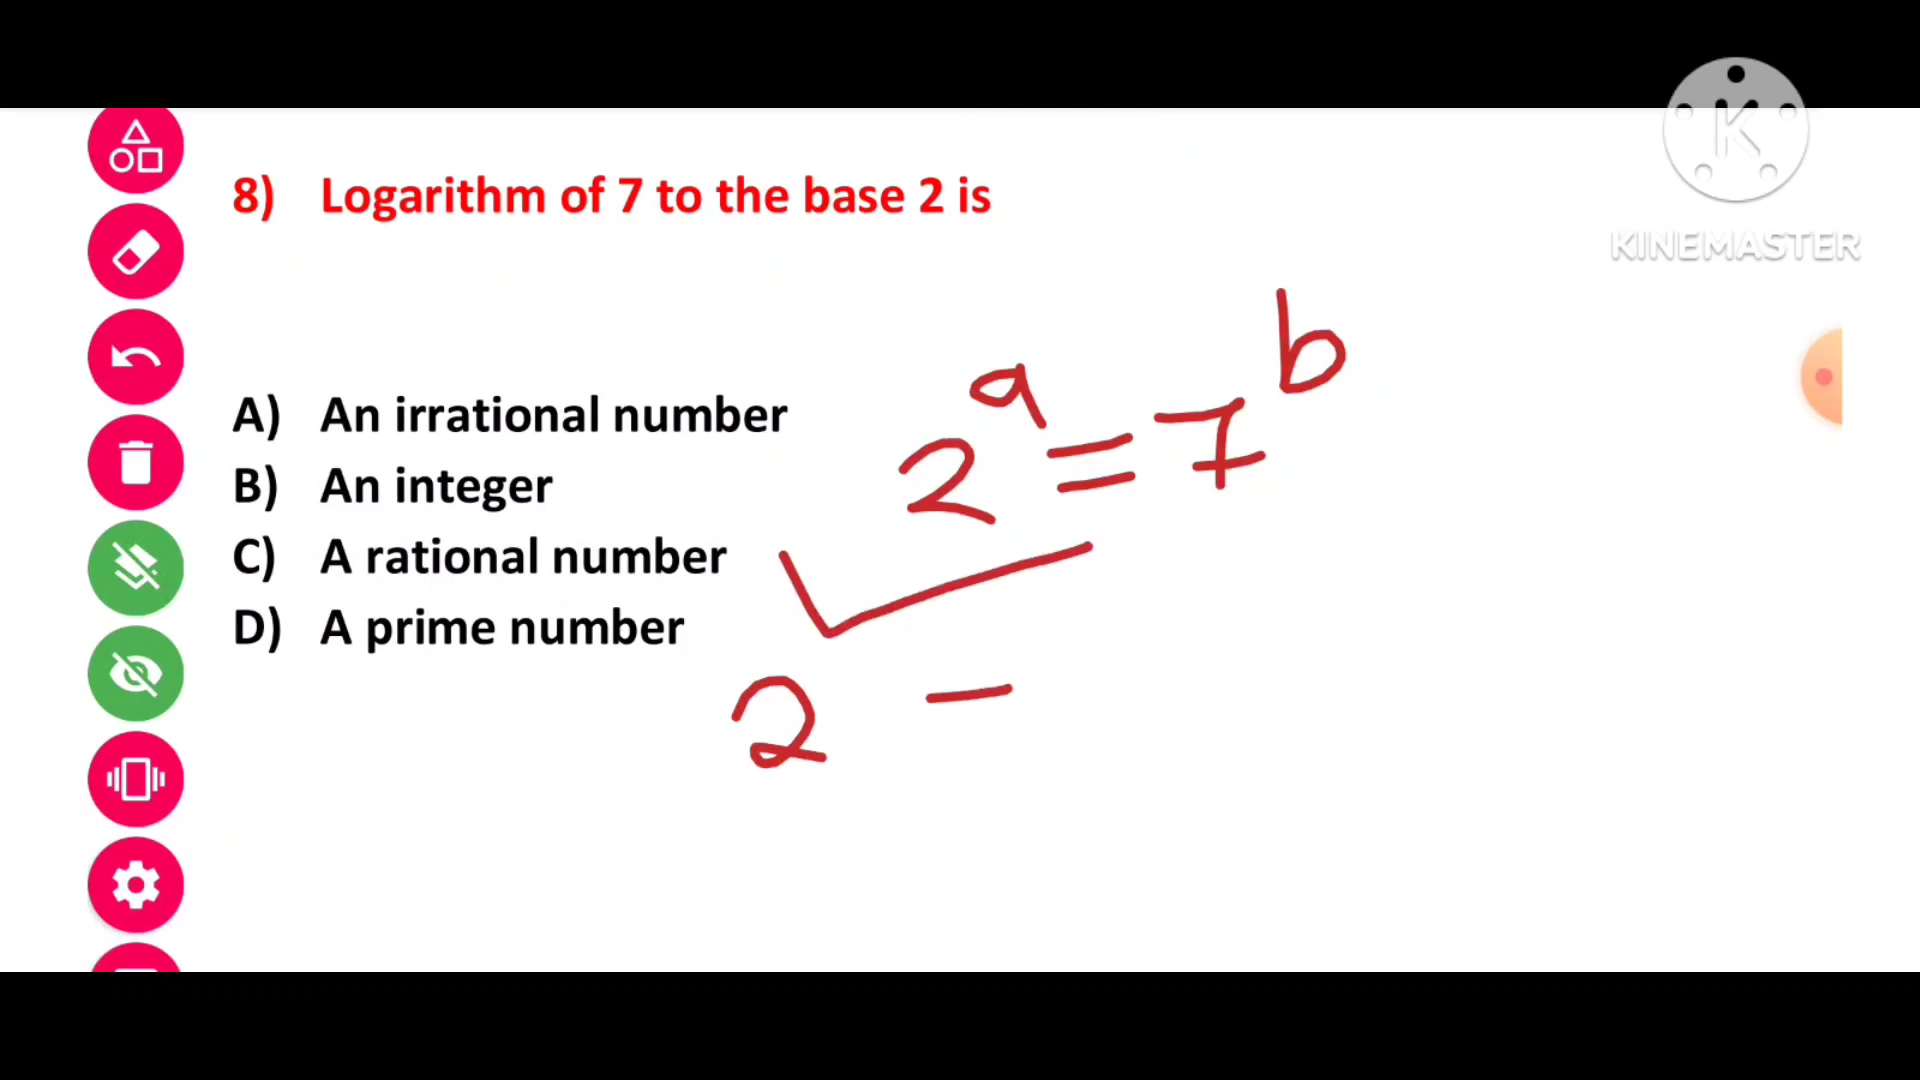 8) Logarithm of 7 to the base 2 is
A) An irrational number
B) An integer
C) A rational number
D) A prime number
2^a = 7^b
2 -
K
KINEMASTER